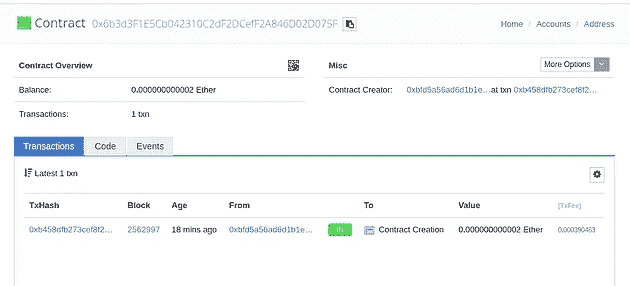 Contract 0x6b3d3F1E5Cb042310C2dF2DCefF2A846D02D075F
Home / Accounts / Address
Contract Overview
Misc
More Options
Balance: 0.000000000002 Ether
Contract Creator: 0xbfd5a56ad6d1b1e... at txn 0xb458dfb273cef8f2...
Transactions: 1 txn
Transactions Code Events
Latest 1 txn
TxHash Block Age From To Value [TxFee]
0xb458dfb273cef8f2... 2562997 18 mins ago 0xbfd5a56ad6d1b1e... IN Contract Creation 0.000000000002 Ether 0.000390463